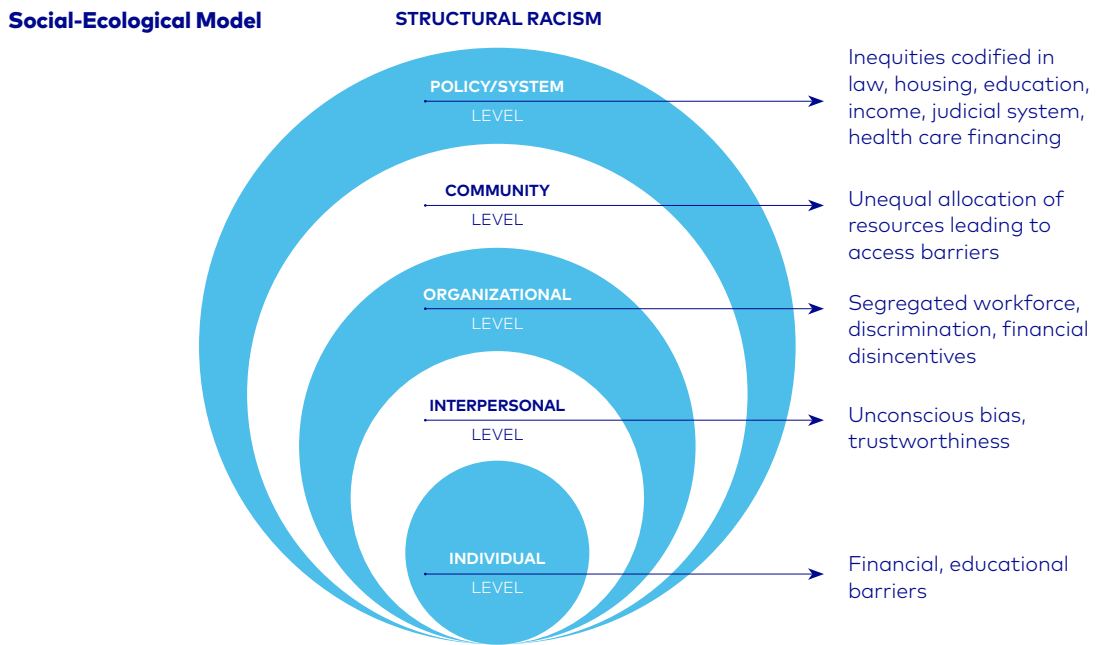 Social-Ecological Model
STRUCTURAL RACISM
POLICY/SYSTEM
LEVEL
Inequities codified in
law, housing, education,
income, judicial system,
health care financing
COMMUNITY
LEVEL
Unequal allocation of
resources leading to
access barriers
ORGANIZATIONAL
LEVEL
Segregated workforce,
discrimination, financial
disincentives
INTERPERSONAL
LEVEL
Unconscious bias,
trustworthiness
INDIVIDUAL
LEVEL
Financial, educational
barriers